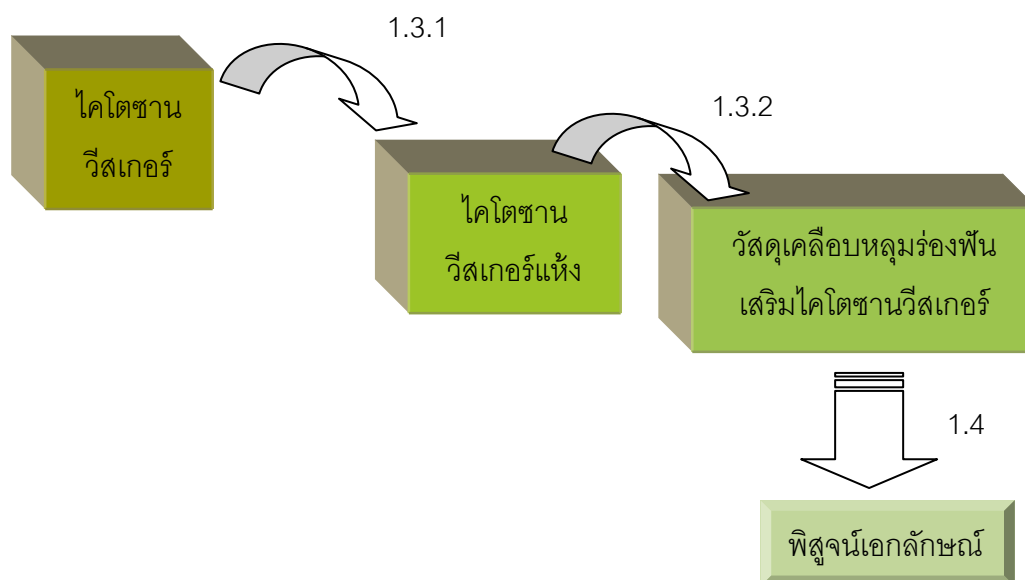 1.3.1
ไคโตซาน
วีสเกอร์
1.3.2
ไคโตซาน
วีสเกอร์แห้ง
วัสดุเคลือบหลุมร่องฟัน
เสริมไคโตซานวีสเกอร์
1.4
พิสูจน์เอกลักษณ์